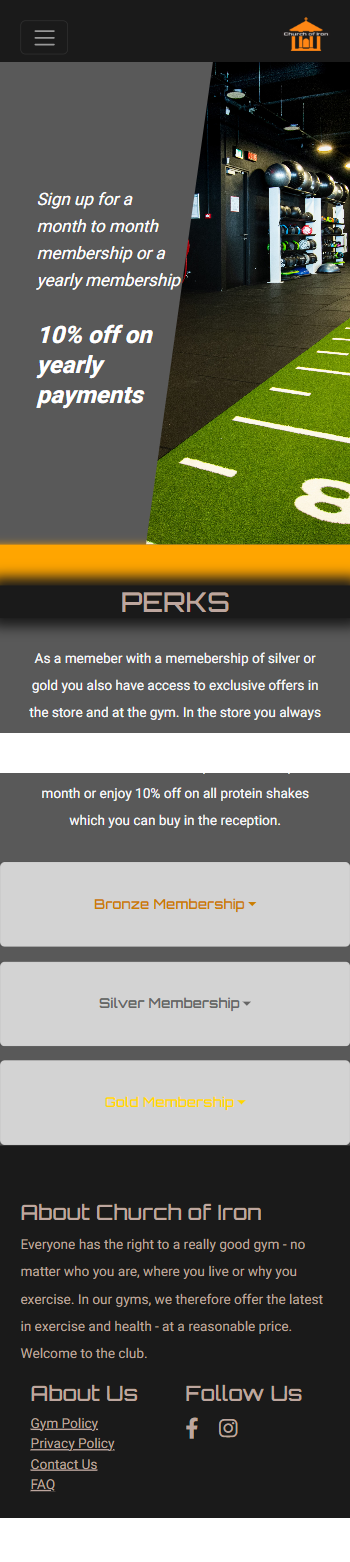 Church of Iron
Sign up for a
month to month
membership or a
yearly membership
10% off on
yearly
payments
PERKS
As a memeber with a memebership of silver or
gold you also have access to exclusive offers in
the store and at the gym. In the store you always
month or enjoy 10% off on all protein shakes
which you can buy in the reception.
Bronze Membership
Silver Membership
Gold Membership
About Church of Iron
Everyone has the right to a really good gym - no
matter who you are, where you live or why you
exercise. In our gyms, we therefore offer the latest
in exercise and health - at a reasonable price.
Welcome to the club.
About Us
Follow Us
Gym Policy
Privacy Policy
Contact Us
FAQ